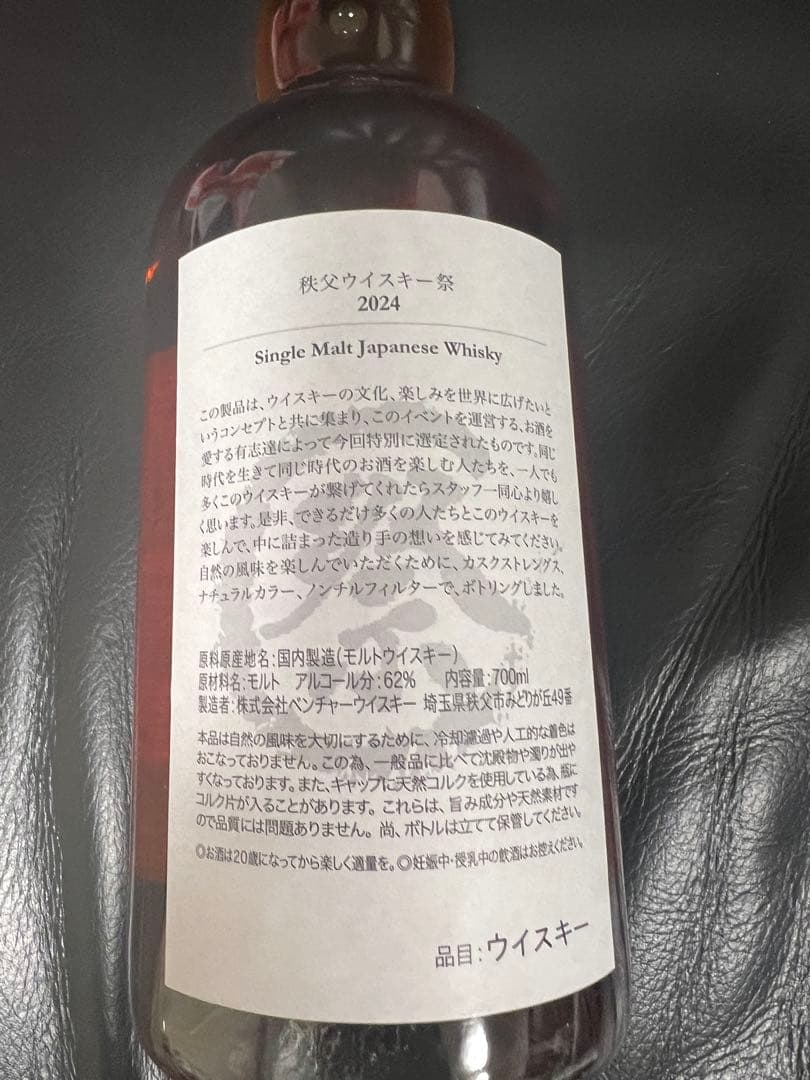 秩父ウイスキー祭
2024
Single Malt Japanese Whisky
この製品は、ウイスキーの文化、楽しみを世界に広げたいと
いうコンセプトと共に集まり、このイベントを運営する、お酒を
愛する有志達によって今回特別に選定されたものです。同じ
時代を生きて同じ時代のお酒を楽しむ人たちを、一人でも
多くこのウイスキーが繋げてくれたらスタッフ一同心より嬉し
く思います。是非、できるだけ多くの人たちとこのウイスキーを
楽しんで、中に詰まった造り手の想いを感じてみてください。
自然の風味を楽しんでいただくために、カスクストレングス、
ナチュラルカラー、ノンチルフィルターで、ボトリングしました。
原料原産地名:国内製造(モルトウイスキー)
原材料名:モルト アルコール分:62% 内容量:700ml
製造者:株式会社ベンチャーウイスキー 埼玉県秩父市みどりが丘49番
本品は自然の風味を大切にするために、冷却濾過や人工的な着色は
おこなっておりません。この為、一般品に比べて沈殿物や濁りが出や
すくなっております。また、キャップに天然コルクを使用している為、瓶に
コルク片が入ることがあります。これらは、旨み成分や天然素材です
ので品質には問題ありません。尚、ボトルは立てて保管してください。
◎お酒は20歳になってから楽しく適量を。◎妊娠中・授乳中の飲酒はお控えください。
品目:ウイスキー